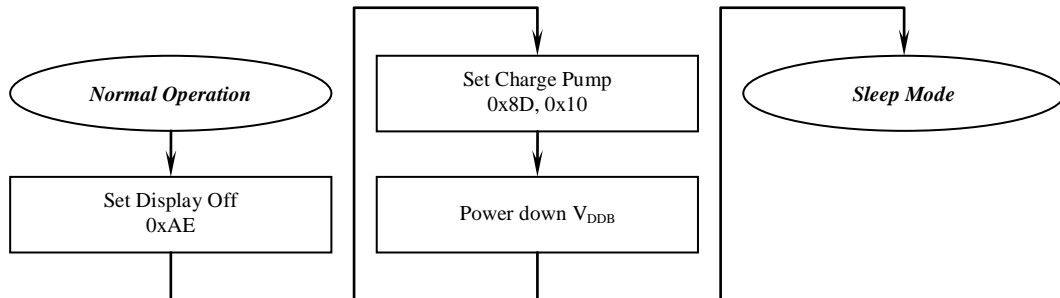 Normal Operation
Set Display Off
0xAE
Set Charge Pump
0x8D, 0x10
Power down VDDB
Sleep Mode